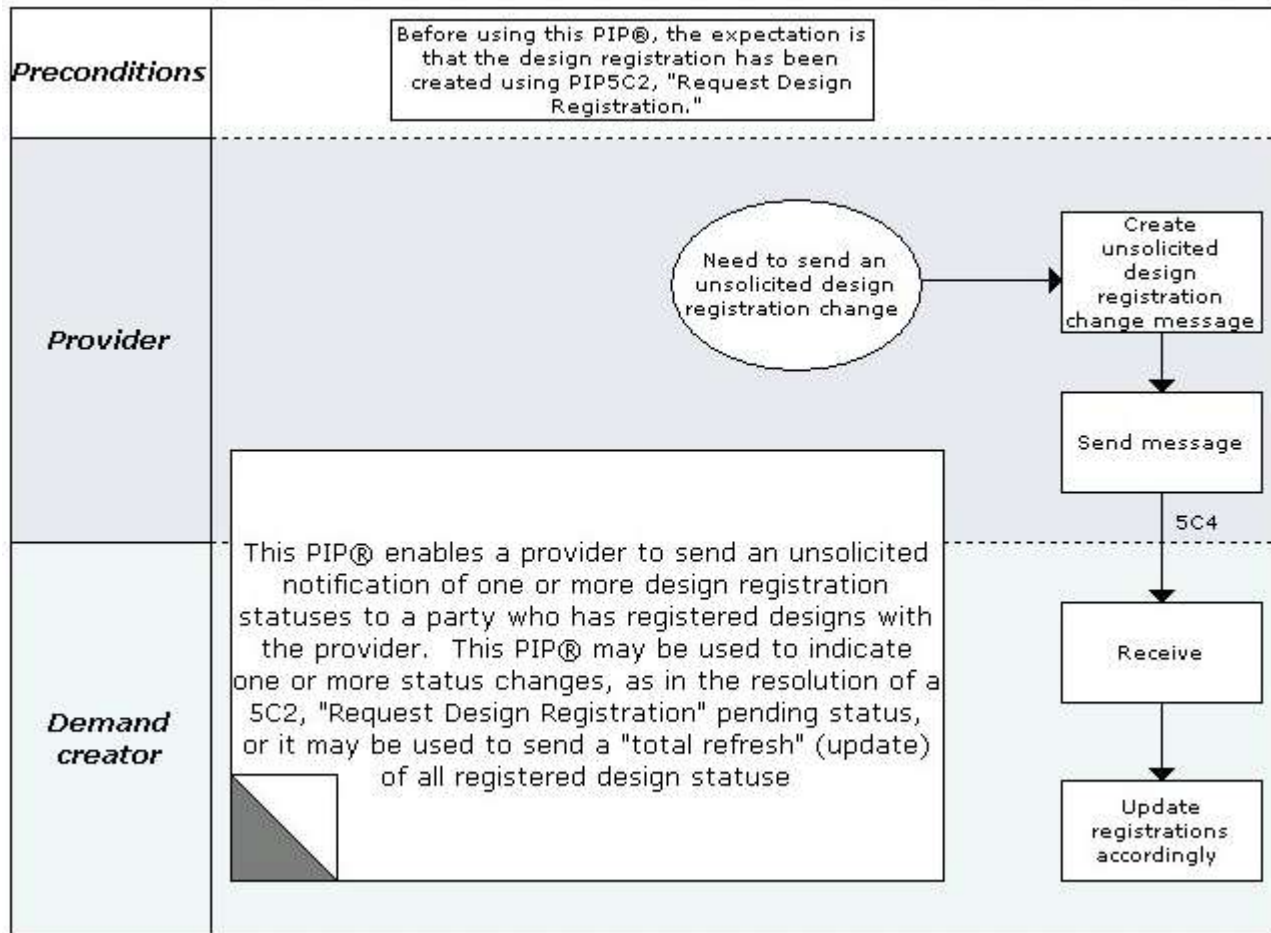 Preconditions
Before using this PIP®, the expectation is
that the design registration has been
created using PIP5C2, "Request Design
Registration."
Provider
Need to send an
unsolicited design
registration change
Create
unsolicited
design
registration
change message
Send message
5C4
This PIP® enables a provider to send an unsolicited
notification of one or more design registration
statuses to a party who has registered designs with
the provider.  This PIP® may be used to indicate
one or more status changes, as in the resolution of a
5C2, "Request Design Registration" pending status,
or it may be used to send a "total refresh" (update)
of all registered design statuse
Demand
creator
Receive
Update
registrations
accordingly